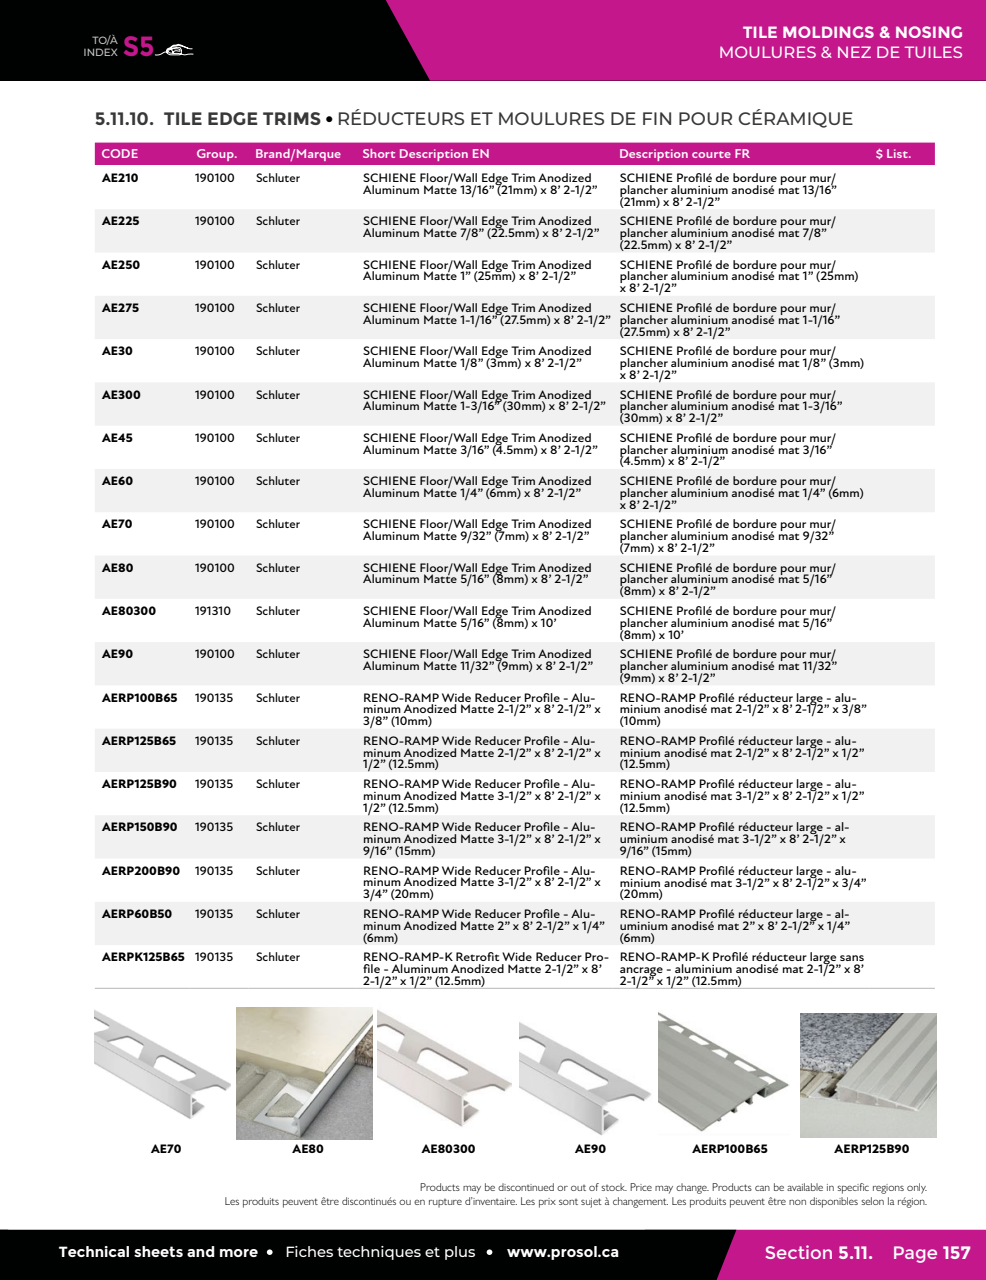 TO/À
INDEX S5
TILE MOLDINGS & NOSING
MOULURES & NEZ DE TUILES
5.11.10. TILE EDGE TRIMS • RÉDUCTEURS ET MOULURES DE FIN POUR CÉRAMIQUE
CODE Group. Brand/Marque Short Description EN Description courte FR $ List.
AE210 190100 Schluter SCHIENE Floor/Wall Edge Trim Anodized SCHIENE Profilé de bordure pour mur/
Aluminum Matte 13/16” (21mm) x 8’ 2-1/2” plancher aluminium anodisé mat 13/16”
(21mm) x 8’ 2-1/2”
AE225 190100 Schluter SCHIENE Floor/Wall Edge Trim Anodized SCHIENE Profilé de bordure pour mur/
Aluminum Matte 7/8” (22.5mm) x 8’ 2-1/2” plancher aluminium anodisé mat 7/8”
(22.5mm) x 8’ 2-1/2”
AE250 190100 Schluter SCHIENE Floor/Wall Edge Trim Anodized SCHIENE Profilé de bordure pour mur/
Aluminum Matte 1” (25mm) x 8’ 2-1/2” plancher aluminium anodisé mat 1” (25mm)
x 8’ 2-1/2”
AE275 190100 Schluter SCHIENE Floor/Wall Edge Trim Anodized SCHIENE Profilé de bordure pour mur/
Aluminum Matte 1-1/16” (27.5mm) x 8’ 2-1/2” plancher aluminium anodisé mat 1-1/16”
(27.5mm) x 8’ 2-1/2”
AE30 190100 Schluter SCHIENE Floor/Wall Edge Trim Anodized SCHIENE Profilé de bordure pour mur/
Aluminum Matte 1/8” (3mm) x 8’ 2-1/2” plancher aluminium anodisé mat 1/8” (3mm)
x 8’ 2-1/2”
AE300 190100 Schluter SCHIENE Floor/Wall Edge Trim Anodized SCHIENE Profilé de bordure pour mur/
Aluminum Matte 1-3/16” (30mm) x 8’ 2-1/2” plancher aluminium anodisé mat 1-3/16”
(30mm) x 8’ 2-1/2”
AE45 190100 Schluter SCHIENE Floor/Wall Edge Trim Anodized SCHIENE Profilé de bordure pour mur/
Aluminum Matte 3/16” (4.5mm) x 8’ 2-1/2” plancher aluminium anodisé mat 3/16”
(4.5mm) x 8’ 2-1/2”
AE60 190100 Schluter SCHIENE Floor/Wall Edge Trim Anodized SCHIENE Profilé de bordure pour mur/
Aluminum Matte 1/4” (6mm) x 8’ 2-1/2” plancher aluminium anodisé mat 1/4” (6mm)
x 8’ 2-1/2”
AE70 190100 Schluter SCHIENE Floor/Wall Edge Trim Anodized SCHIENE Profilé de bordure pour mur/
Aluminum Matte 9/32” (7mm) x 8’ 2-1/2” plancher aluminium anodisé mat 9/32”
(7mm) x 8’ 2-1/2”
AE80 190100 Schluter SCHIENE Floor/Wall Edge Trim Anodized SCHIENE Profilé de bordure pour mur/
Aluminum Matte 5/16” (8mm) x 8’ 2-1/2” plancher aluminium anodisé mat 5/16”
(8mm) x 8’ 2-1/2”
AE80300 191310 Schluter SCHIENE Floor/Wall Edge Trim Anodized SCHIENE Profilé de bordure pour mur/
Aluminum Matte 5/16” (8mm) x 10’ plancher aluminium anodisé mat 5/16”
(8mm) x 10’
AE90 190100 Schluter SCHIENE Floor/Wall Edge Trim Anodized SCHIENE Profilé de bordure pour mur/
Aluminum Matte 11/32” (9mm) x 8’ 2-1/2” plancher aluminium anodisé mat 11/32”
(9mm) x 8’ 2-1/2”
AERP100B65 190135 Schluter RENO-RAMP Wide Reducer Profile - Alu- RENO-RAMP Profilé réducteur large - alu-
minum Anodized Matte 2-1/2” x 8’ 2-1/2” x minium anodisé mat 2-1/2” x 8’ 2-1/2” x 3/8”
3/8” (10mm) (10mm)
AERP125B65 190135 Schluter RENO-RAMP Wide Reducer Profile - Alu- RENO-RAMP Profilé réducteur large - alu-
minum Anodized Matte 2-1/2” x 8’ 2-1/2” x minium anodisé mat 2-1/2” x 8’ 2-1/2” x 1/2”
1/2” (12.5mm) (12.5mm)
AERP125B90 190135 Schluter RENO-RAMP Wide Reducer Profile - Alu- RENO-RAMP Profilé réducteur large - alu-
minum Anodized Matte 3-1/2” x 8’ 2-1/2” x minium anodisé mat 3-1/2” x 8’ 2-1/2” x 1/2”
1/2” (12.5mm) (12.5mm)
AERP150B90 190135 Schluter RENO-RAMP Wide Reducer Profile - Alu- RENO-RAMP Profilé réducteur large - al-
minum Anodized Matte 3-1/2” x 8’ 2-1/2” x uminium anodisé mat 3-1/2” x 8’ 2-1/2” x
9/16” (15mm) 9/16” (15mm)
AERP200B90 190135 Schluter RENO-RAMP Wide Reducer Profile - Alu- RENO-RAMP Profilé réducteur large - alu-
minum Anodized Matte 3-1/2” x 8’ 2-1/2” x minium anodisé mat 3-1/2” x 8’ 2-1/2” x 3/4”
3/4” (20mm) (20mm)
AERP60B50 190135 Schluter RENO-RAMP Wide Reducer Profile - Alu- RENO-RAMP Profilé réducteur large - al-
minum Anodized Matte 2” x 8’ 2-1/2” x 1/4” uminium anodisé mat 2” x 8’ 2-1/2” x 1/4”
(6mm) (6mm)
AERPK125B65 190135 Schluter RENO-RAMP-K Retrofit Wide Reducer Pro- RENO-RAMP-K Profilé réducteur large sans
file - Aluminum Anodized Matte 2-1/2” x 8’ ancrage - aluminium anodisé mat 2-1/2” x 8’
2-1/2” x 1/2” (12.5mm) 2-1/2” x 1/2” (12.5mm)
AE70 AE80 AE80300 AE90 AERP100B65 AERP125B90
Products may be discontinued or out of stock. Price may change. Products can be available in specific regions only.
Les produits peuvent être discontinués ou en rupture d’inventaire. Les prix sont sujet à changement. Les produits peuvent être non disponibles selon la région.
Technical sheets and more • Fiches techniques et plus • www.prosol.ca
Section 5.11. Page 157